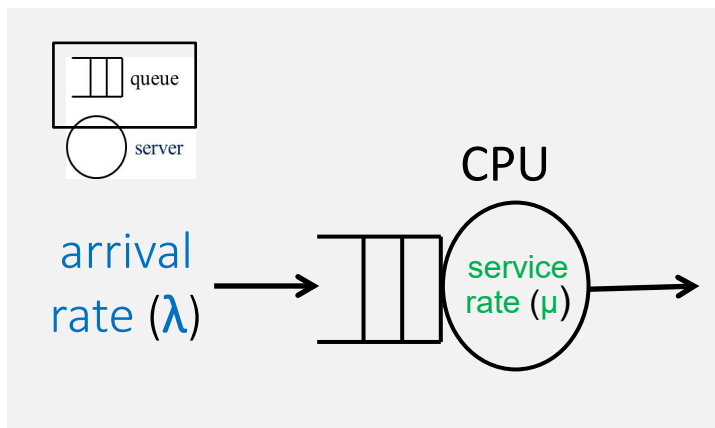 queue
server
CPU
arrival
rate (λ)
service
rate (μ)